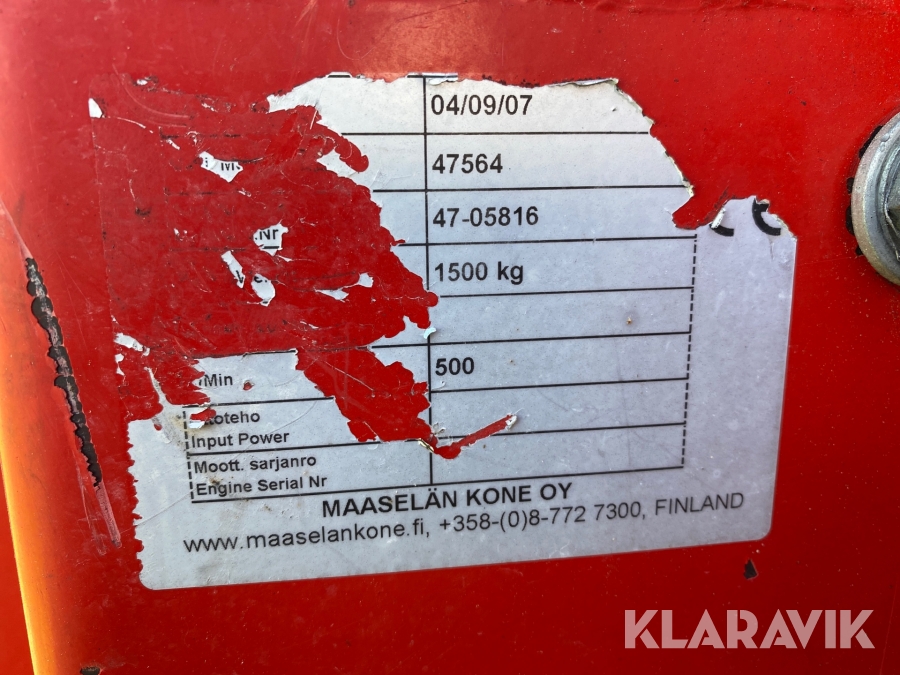 04/09/07
47564
.Nr 47-05816
1500 kg
/Min 500
Input Power
Moott. sarjanro
Engine Serial Nr
MAASELÄN KONE OY
www.maaselankone.fi, +358-(0)8-772 7300, FINLAND
KLARAVIK